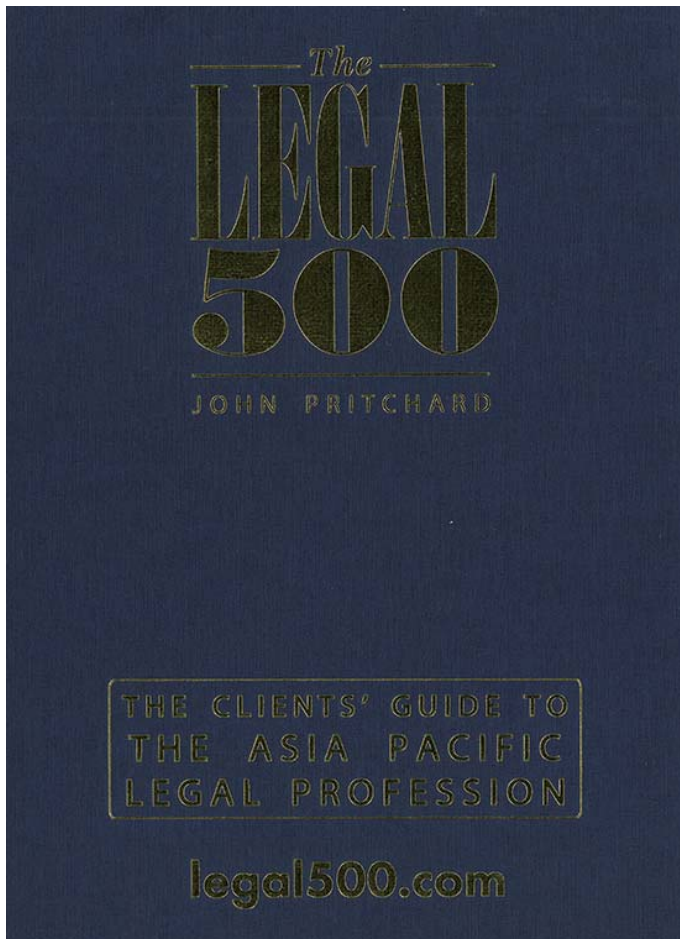 The
LEGAL
500
JOHN PRITCHARD
THE CLIENTS' GUIDE TO
THE ASIA PACIFIC
LEGAL PROFESSION
legal500.com